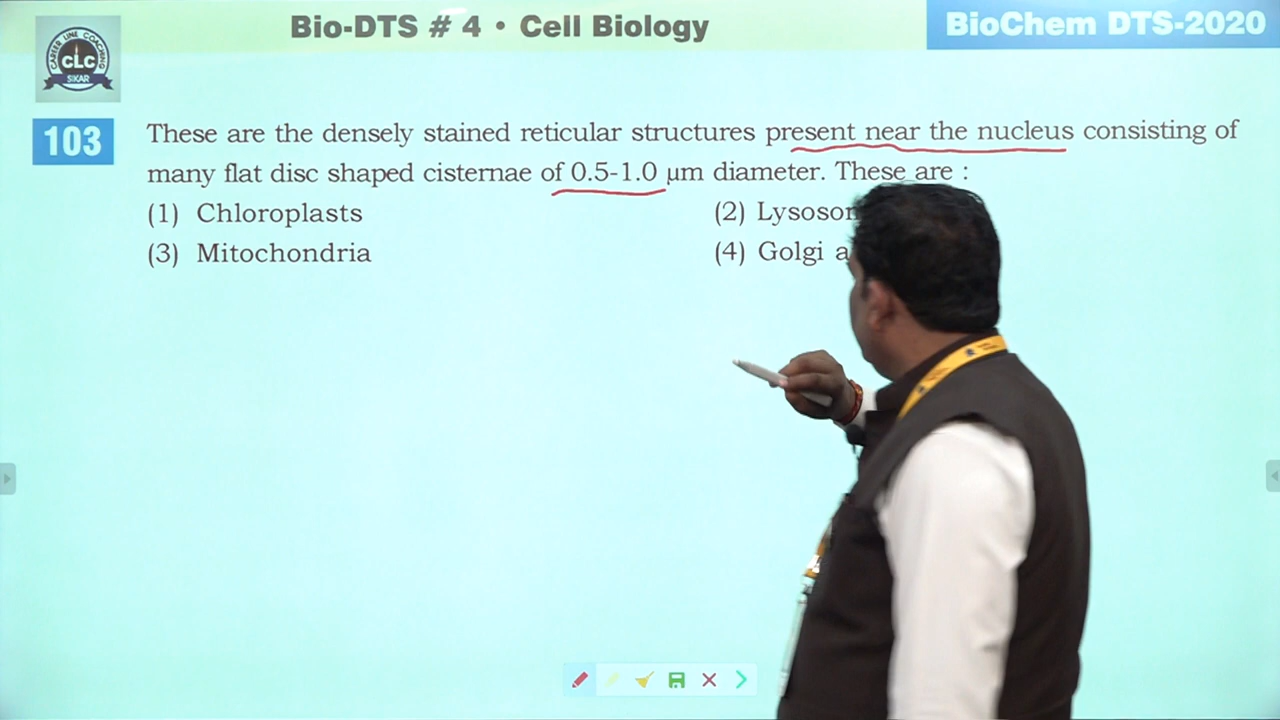 Bio-DTS # 4 • Cell Biology
BioChem DTS-2020
CAREER LINE COACHING
CLC
SIKAR
103
These are the densely stained reticular structures present near the nucleus consisting of
many flat disc shaped cisternae of 0.5-1.0 µm diameter. These are :
(1) Chloroplasts
(2)
(3) Mitochondria
(4) Golgi